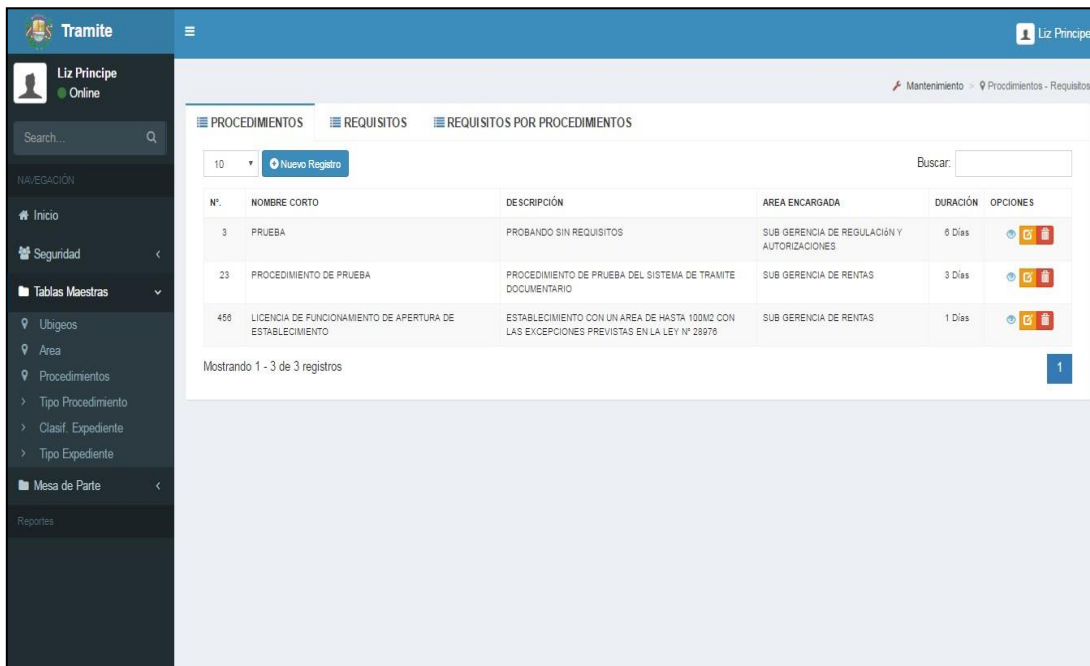 Tramite
Liz Principe
Liz Principe
Online
Mantenimiento > Procdimientos - Requisitos
Search...
NAVEGACIÓN
Inicio
Seguridad
Tablas Maestras
Ubigeos
Area
Procedimientos
Tipo Procedimiento
Clasif. Expediente
Tipo Expediente
Mesa de Parte
Reportes
PROCEDIMIENTOS REQUISITOS REQUISITOS POR PROCEDIMIENTOS
10 Nuevo Registro Buscar:
Nº. NOMBRE CORTO DESCRIPCIÓN AREA ENCARGADA DURACIÓN OPCIONES
3 PRUEBA PROBANDO SIN REQUISITOS SUB GERENCIA DE REGULACIóN Y 6 Días
AUTORIZACIONES
23 PROCEDIMIENTO DE PRUEBA PROCEDIMIENTO DE PRUEBA DEL SISTEMA DE TRAMITE SUB GERENCIA DE RENTAS 3 Días
DOCUMENTARIO
456 LICENCIA DE FUNCIONAMIENTO DE APERTURA DE ESTABLECIMIENTO CON UN AREA DE HASTA 100M2 CON SUB GERENCIA DE RENTAS 1 Días
ESTABLECIMIENTO LAS EXCEPCIONES PREVISTAS EN LA LEY Nº 28976
Mostrando 1 - 3 de 3 registros 1